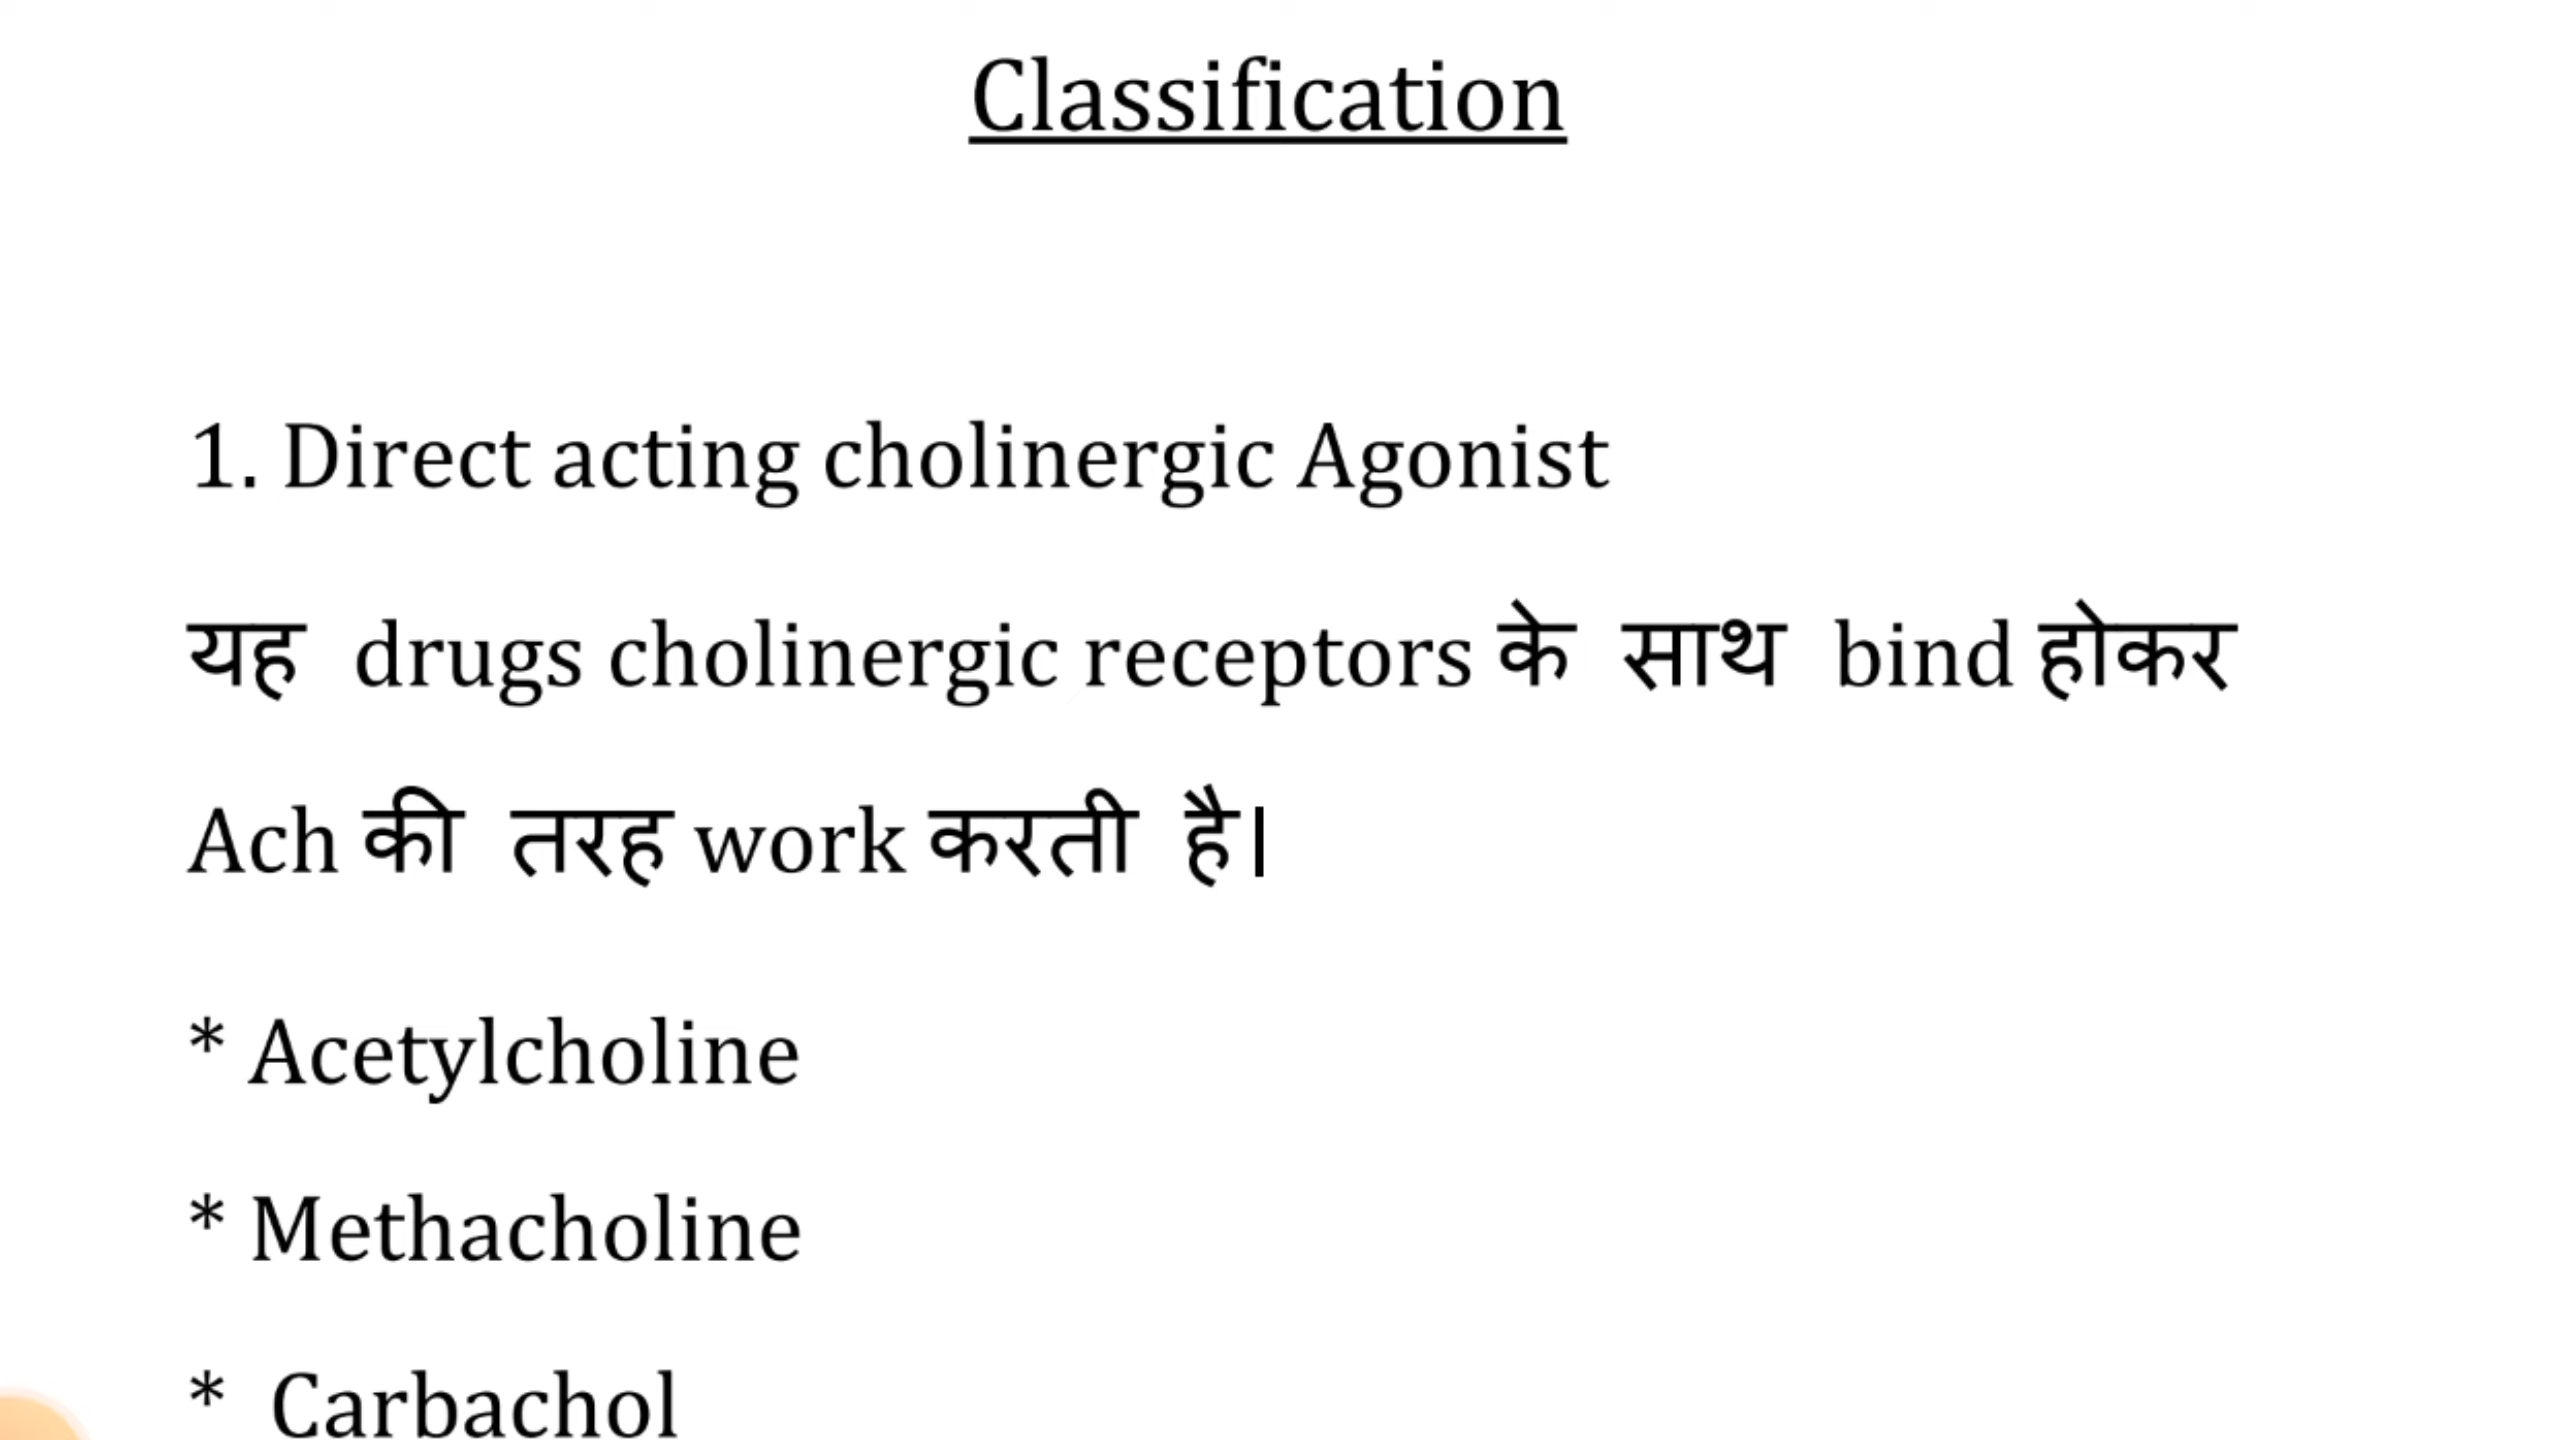 Classification
1. Direct acting cholinergic Agonist
यह drugs cholinergic receptors के साथ bind होकर
Ach की तरह work करती है।
* Acetylcholine
* Methacholine
* Carbachol